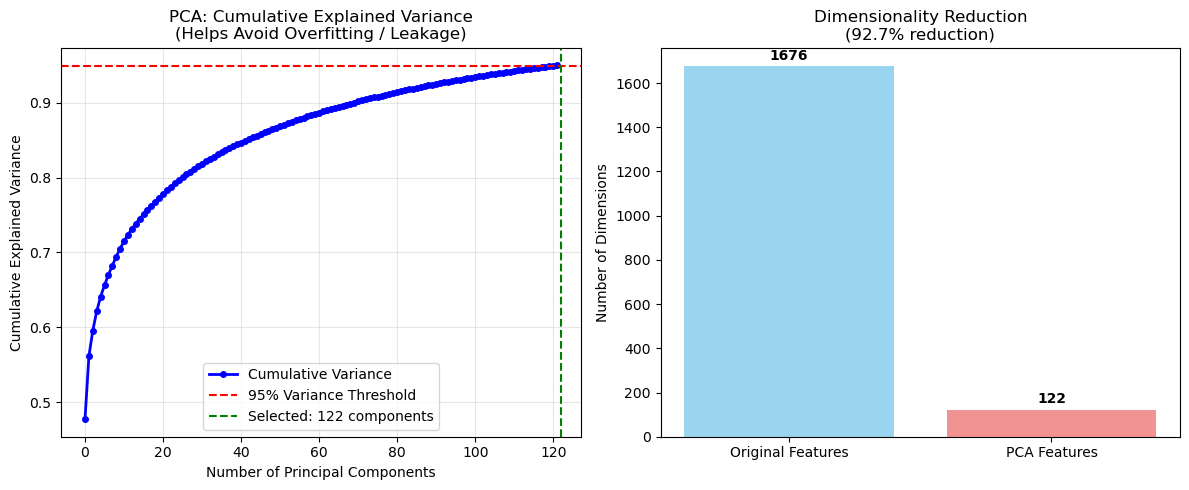 PCA: Cumulative Explained Variance
(Helps Avoid Overfitting / Leakage)
Cumulative Explained Variance
0.9
0.8
0.7
0.6
0.5
Cumulative Variance
95% Variance Threshold
Selected: 122 components
0 20 40 60 80 100 120
Number of Principal Components
Dimensionality Reduction
(92.7% reduction)
Number of Dimensions
1600
1400
1200
1000
800
600
400
200
0
1676
122
Original Features PCA Features